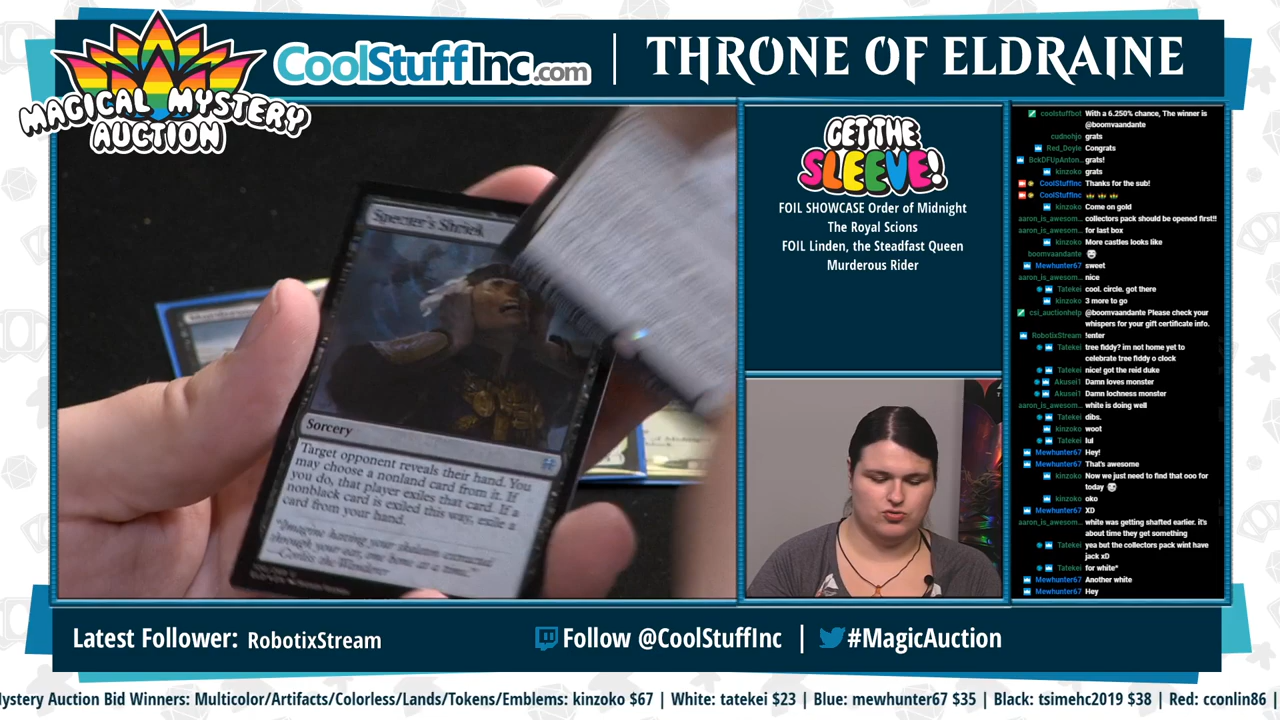 MAGICAL MYSTERY
AUCTION
COOLSTUFFINC.com
THRONE OF ELDRAINE
Sorcery
Target opponent reveals their hand. You
may choose a nonland card from it. If
you do, that player exiles that card. If a
nonblack card is exiled this way, exile a
card from your hand.
GET THE
SLEEVE!
FOIL SHOWCASE Order of Midnight
The Royal Scions
FOIL Linden, the Steadfast Queen
Murderous Rider
coolstuffbot With a 6.250% chance, The winner is
@boomvaandante
cudnohjo grats
Red_Doyle Congrats
BckDFUpAnton... grats!
kinzoko grats
CoolStuffInc Thanks for the sub!
CoolStuffInc
kinzoko Come on gold
aaron_is_awesom... collectors pack should be opened first!!
aaron_is_awesom... for last box
kinzoko More castles looks like
boomvaandante
Mewhunter67 sweet
aaron_is_awesom... nice
Tatekei cool. circle. got there
kinzoko 3 more to go
csi_auctionhelp @boomvaandante Please check your
whispers for your gift certificate info.
RobotixStream !enter
Tatekei tree fiddy? im not home yet to
celebrate tree fiddy o clock
Tatekei nice! got the reid duke
Akusei1 Damn loves monster
Akusei1 Damn lochness monster
aaron_is_awesom... white is doing well
Tatekei dibs.
kinzoko woot
Tatekei lul
Mewhunter67 Hey!
Mewhunter67 That's awesome
kinzoko Now we just need to find that ooo for
today
kinzoko oko
Mewhunter67 XD
aaron_is_awesom... white was getting shafted earlier. it's
about time they get something
Tatekei yea but the collectors pack wint have
jack xD
Tatekei for white*
Mewhunter67 Another white
Mewhunter67 Hey
Latest Follower: RobotixStream
Follow @CoolStuffInc | #MagicAuction
Mystery Auction Bid Winners: Multicolor/Artifacts/Colorless/Lands/Tokens/Emblems: kinzoko $67 | White: tatekei $23 | Blue: mewhunter67 $35 | Black: tsimehc2019 $38 | Red: cconlin86 |